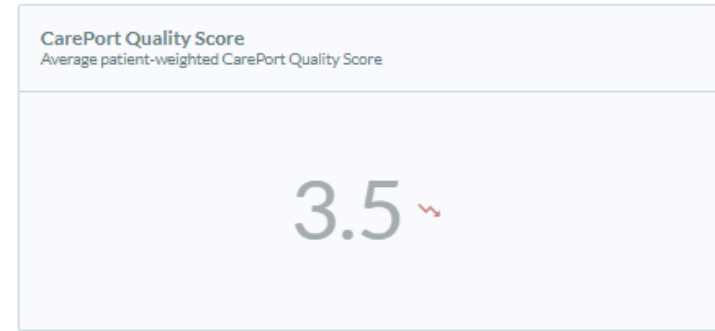 CarePort Quality Score
Average patient-weighted CarePort Quality Score
3.5